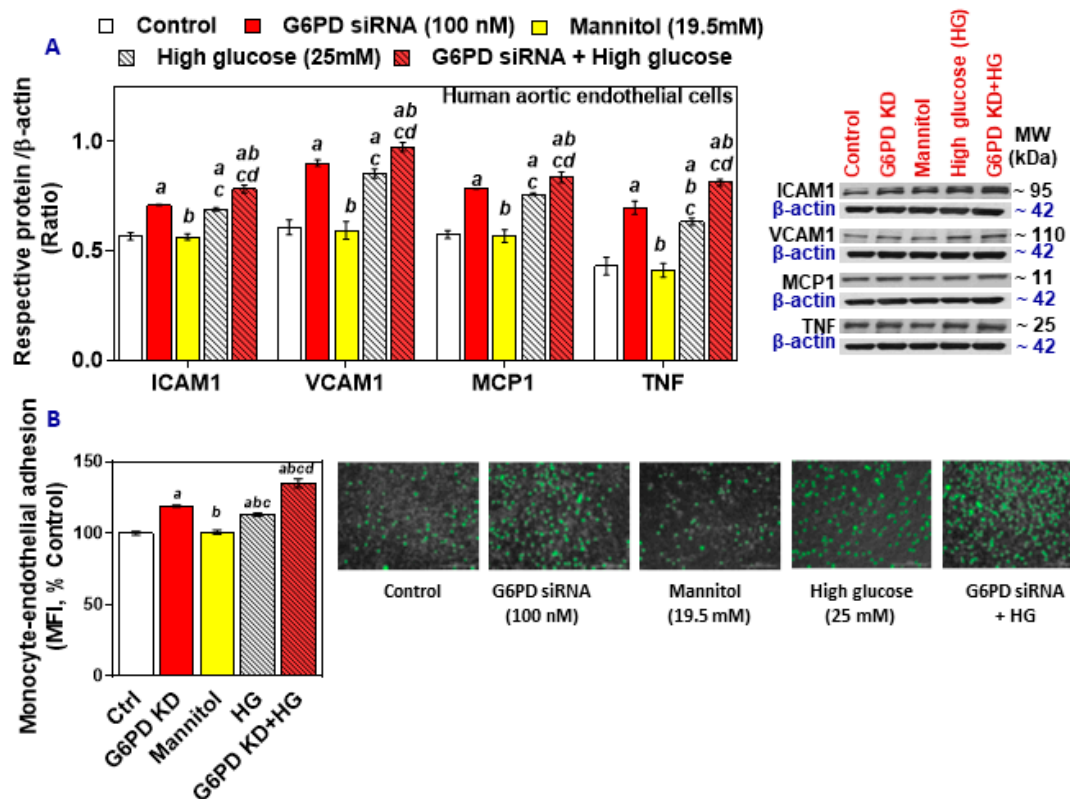 Control G6PD siRNA (100 nM) Mannitol (19.5mM)
A
High glucose (25mM) G6PD siRNA + High glucose
Human aortic endothelial cells
Respective protein /β-actin
(Ratio)
1.0
0.5
0.0
a b a c ab cd
a b a c ab cd
a b a c ab cd
a b a b c ab cd
ICAM1 VCAM1 MCP1 TNF
Control
G6PD KD
Mannitol
High glucose (HG)
G6PD KD+HG
MW
(kDa)
ICAM1 ~ 95
β-actin ~ 42
VCAM1 ~ 110
β-actin ~ 42
MCP1 ~ 11
β-actin ~ 42
TNF ~ 25
β-actin ~ 42
B
Monocyte-endothelial adhesion
(MFI, % Control)
150
100
50
0
a b abc abcd
Ctrl
G6PD KD
Mannitol
HG
G6PD KD+HG
Control
G6PD siRNA
(100 nM)
Mannitol
(19.5 mM)
High glucose
(25 mM)
G6PD siRNA
+ HG